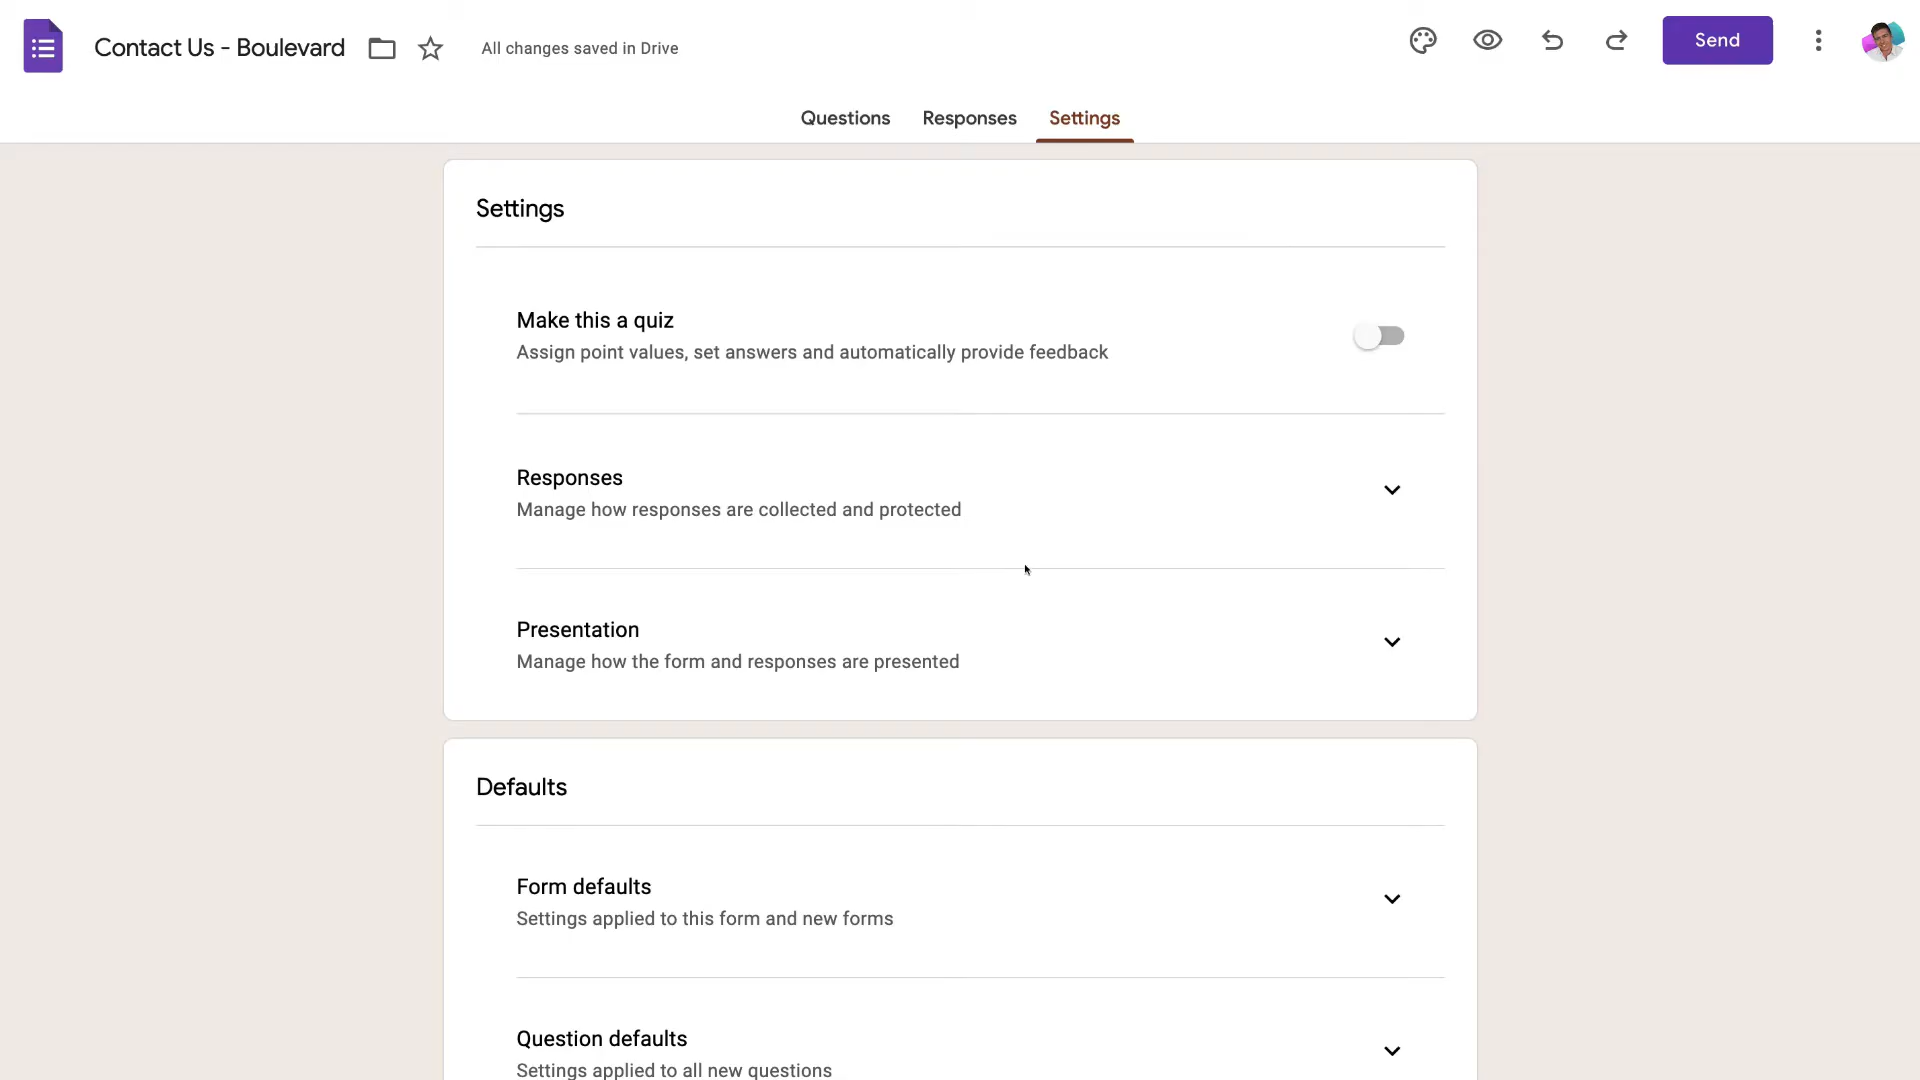 Contact Us - Boulevard
All changes saved in Drive
Send
Questions
Responses
Settings
Settings
Make this a quiz
Assign point values, set answers and automatically provide feedback
Responses
Manage how responses are collected and protected
Presentation
Manage how the form and responses are presented
Defaults
Form defaults
Settings applied to this form and new forms
Question defaults
Settings applied to all new questions